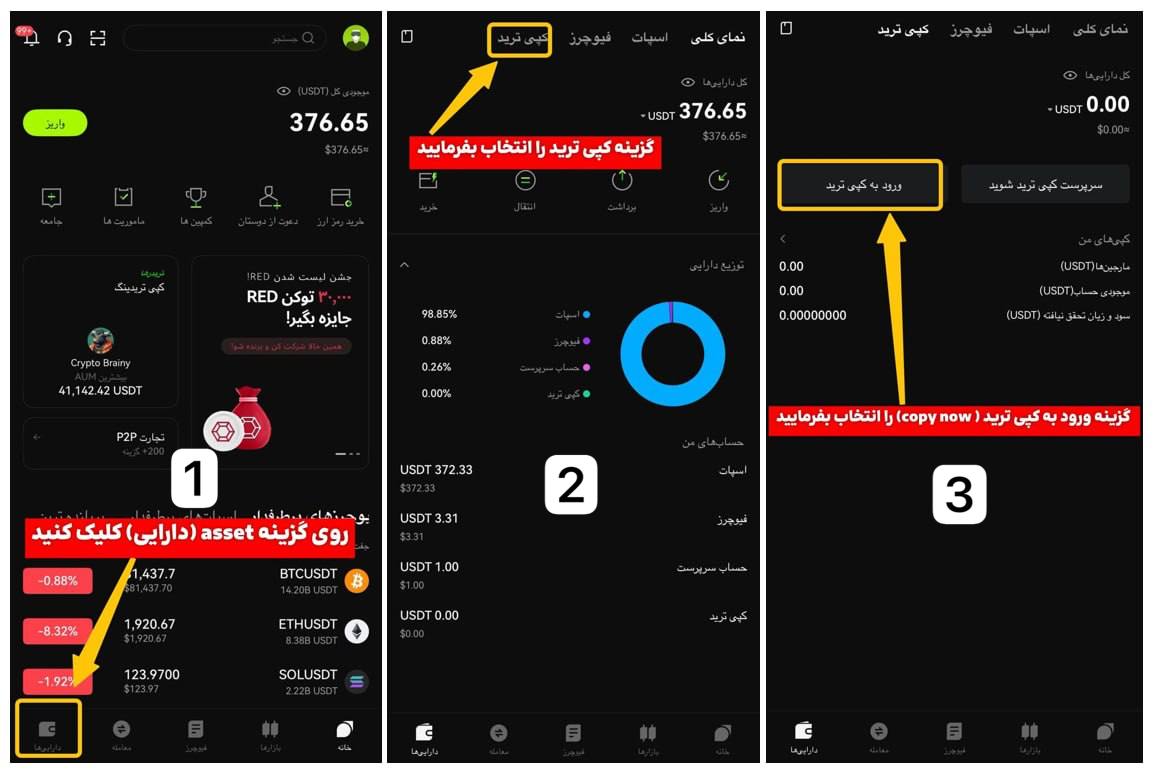 99+
جستجو
موجودی کل (USDT)
376.65
واریز
≈$376.65
خرید رمز ارز
دعوت از دوستان
کمپین ها
ماموریت ها
جامعه
جشن لیست شدن RED!
۳۰,۰۰۰ توکن RED
جایزه بگیر!
همین حالا شرکت کن و برنده شو!
تریدرها
کپی تریدینگ
Crypto Brainy
بیشترین AUM
41,142.42 USDT
تجارت P2P
200+ گزینه
1
روی گزینه asset (دارایی) کلیک کنید
BTCUSDT
14.20B USDT
81,437.7
$81,437.70
-0.88%
ETHUSDT
8.38B USDT
1,920.67
$1,920.67
-8.32%
SOLUSDT
2.22B USDT
123.9700
$123.97
-1.92%
خانه
بازارها
فیوچرز
معامله
دارایی‌ها
نمای کلی
اسپات
فیوچرز
کپی ترید
کل دارایی‌ها
376.65 USDT
≈$376.65
گزینه کپی ترید را انتخاب بفرمایید
واریز
برداشت
انتقال
خرید
توزیع دارایی
اسپات 98.85%
فیوچرز 0.88%
حساب سرپرست 0.26%
کپی ترید 0.00%
حساب‌های من
اسپات
USDT 372.33
$372.33
2
فیوچرز
USDT 3.31
$3.31
حساب سرپرست
USDT 1.00
$1.00
کپی ترید
USDT 0.00
$0.00
خانه
بازارها
فیوچرز
معامله
دارایی‌ها
نمای کلی
اسپات
فیوچرز
کپی ترید
کل دارایی‌ها
0.00 USDT
≈$0.00
سرپرست کپی ترید شوید
ورود به کپی ترید
کپی‌های من
مارجین‌ها(USDT) 0.00
موجودی حساب(USDT) 0.00
سود و زیان تحقق نیافته (USDT) 0.00000000
گزینه ورود به کپی ترید ( copy now) را انتخاب بفرمایید
3
خانه
بازارها
فیوچرز
معامله
دارایی‌ها